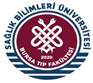 SAĞLIK BİLİMLERİ ÜNİVERSİTESİ
2020
BURSA TIP FAKÜLTESİ